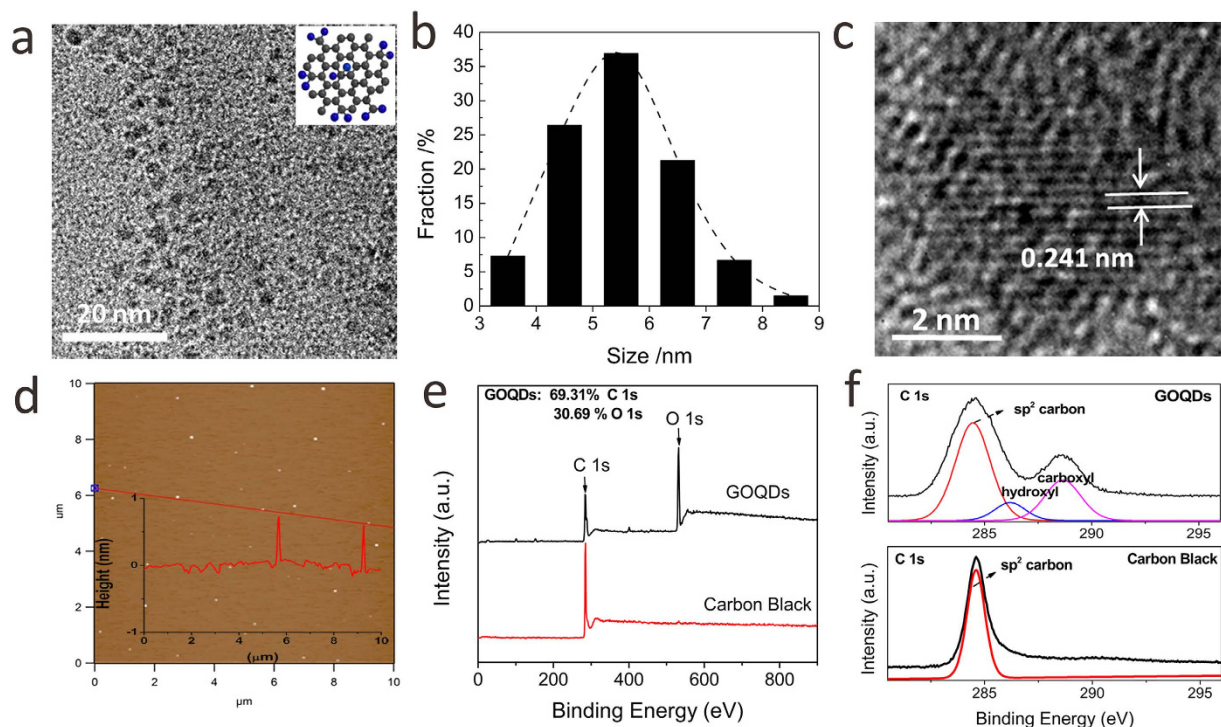 a
20 nm
b
Fraction /%
40
35
30
25
20
15
10
5
0
3 4 5 6 7 8 9
Size /nm
c
0.241 nm
2 nm
d
10
8
6
4
2
0
µm
1
0
-1
Height (nm)
0 2 4 6 8 10
(µm)
0 2 4 6 8 10
µm
e
GOQDs: 69.31% C 1s
30.69 % O 1s
O 1s
C 1s
GOQDs
Carbon Black
Intensity (a.u.)
0 200 400 600 800
Binding Energy (eV)
f
C 1s
GOQDs
sp² carbon
carboxyl
hydroxyl
Intensity (a.u.)
285 290 295
C 1s
Carbon Black
sp² carbon
Intensity (a.u.)
285 290 295
Binding Energy (eV)